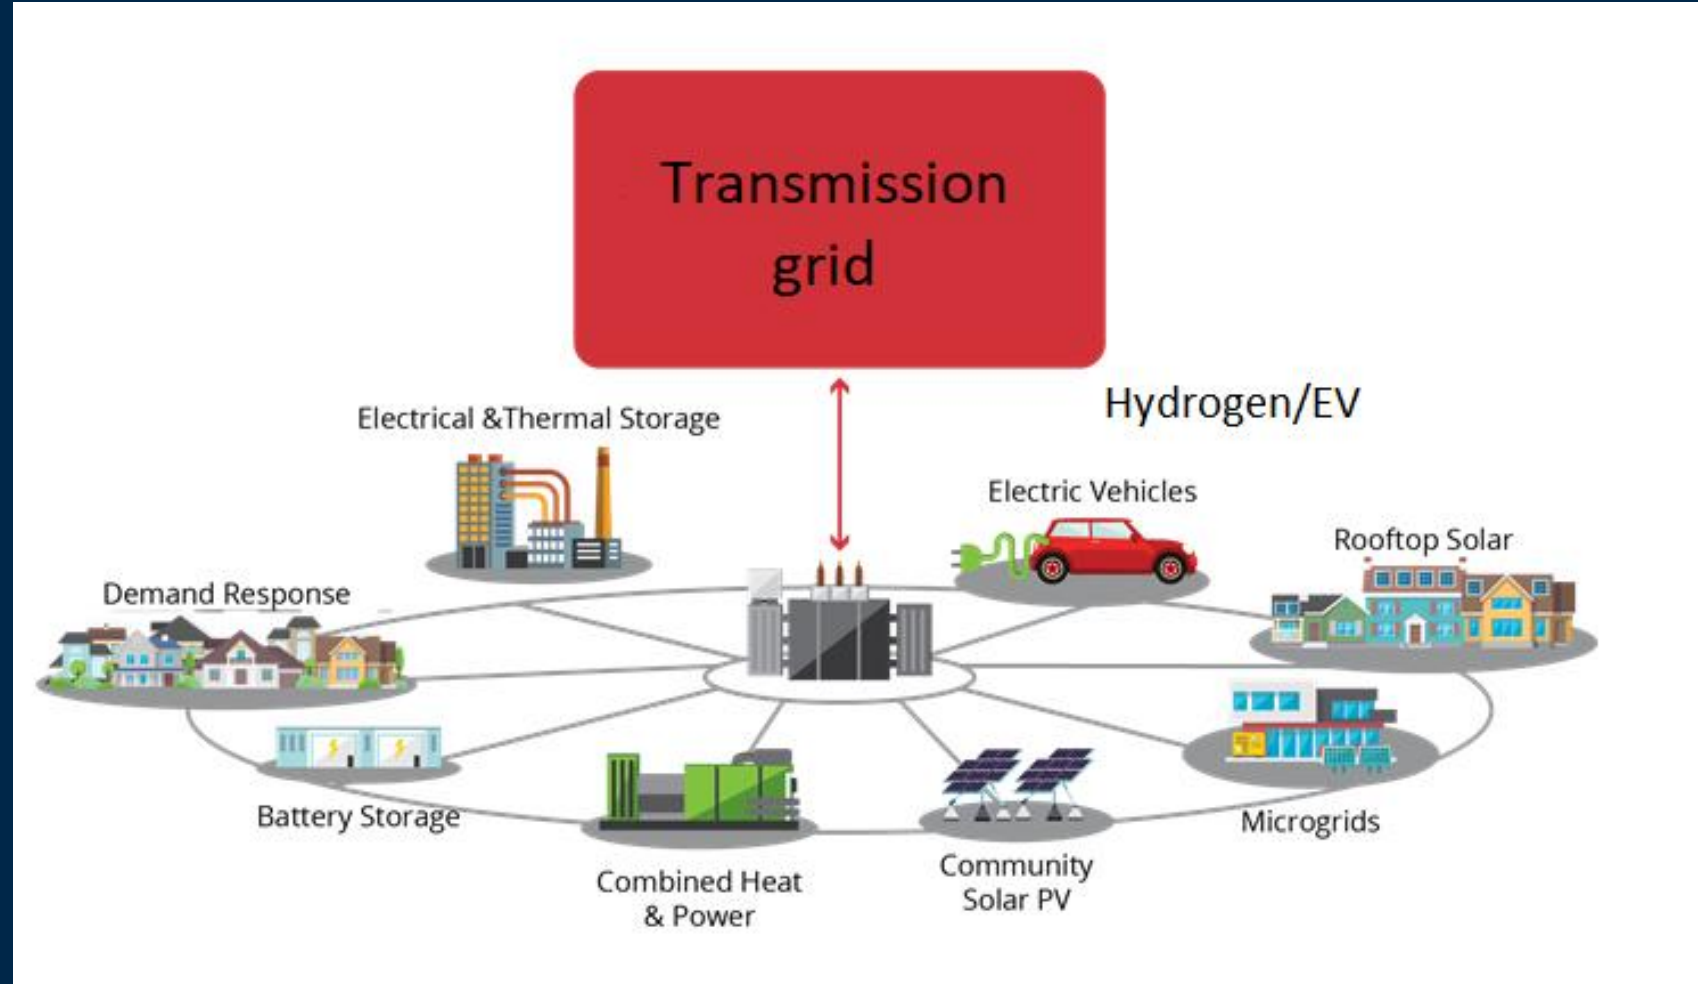 Transmission
grid
Hydrogen/EV
Electrical &Thermal Storage
Electric Vehicles
Rooftop Solar
Demand Response
Battery Storage
Microgrids
Combined Heat
& Power
Community
Solar PV